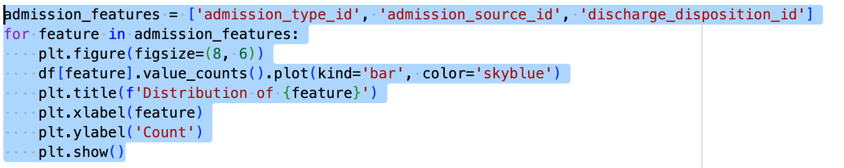 admission_features = ['admission_type_id', 'admission_source_id', 'discharge_disposition_id']
for feature in admission_features:
    plt.figure(figsize=(8, 6))
    df[feature].value_counts().plot(kind='bar', color='skyblue')
    plt.title(f'Distribution of {feature}')
    plt.xlabel(feature)
    plt.ylabel('Count')
    plt.show()